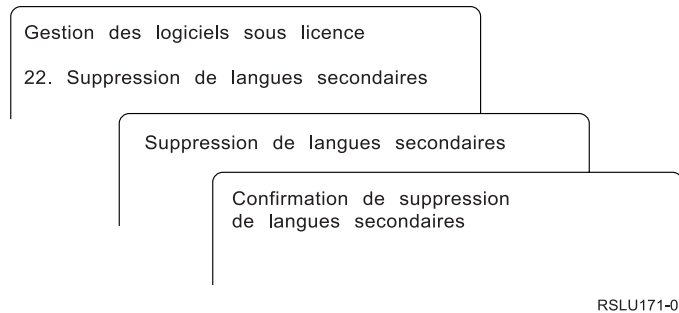 Gestion des logiciels sous licence
22. Suppression de langues secondaires
Suppression de langues secondaires
Confirmation de suppression
de langues secondaires
RSLU171-0